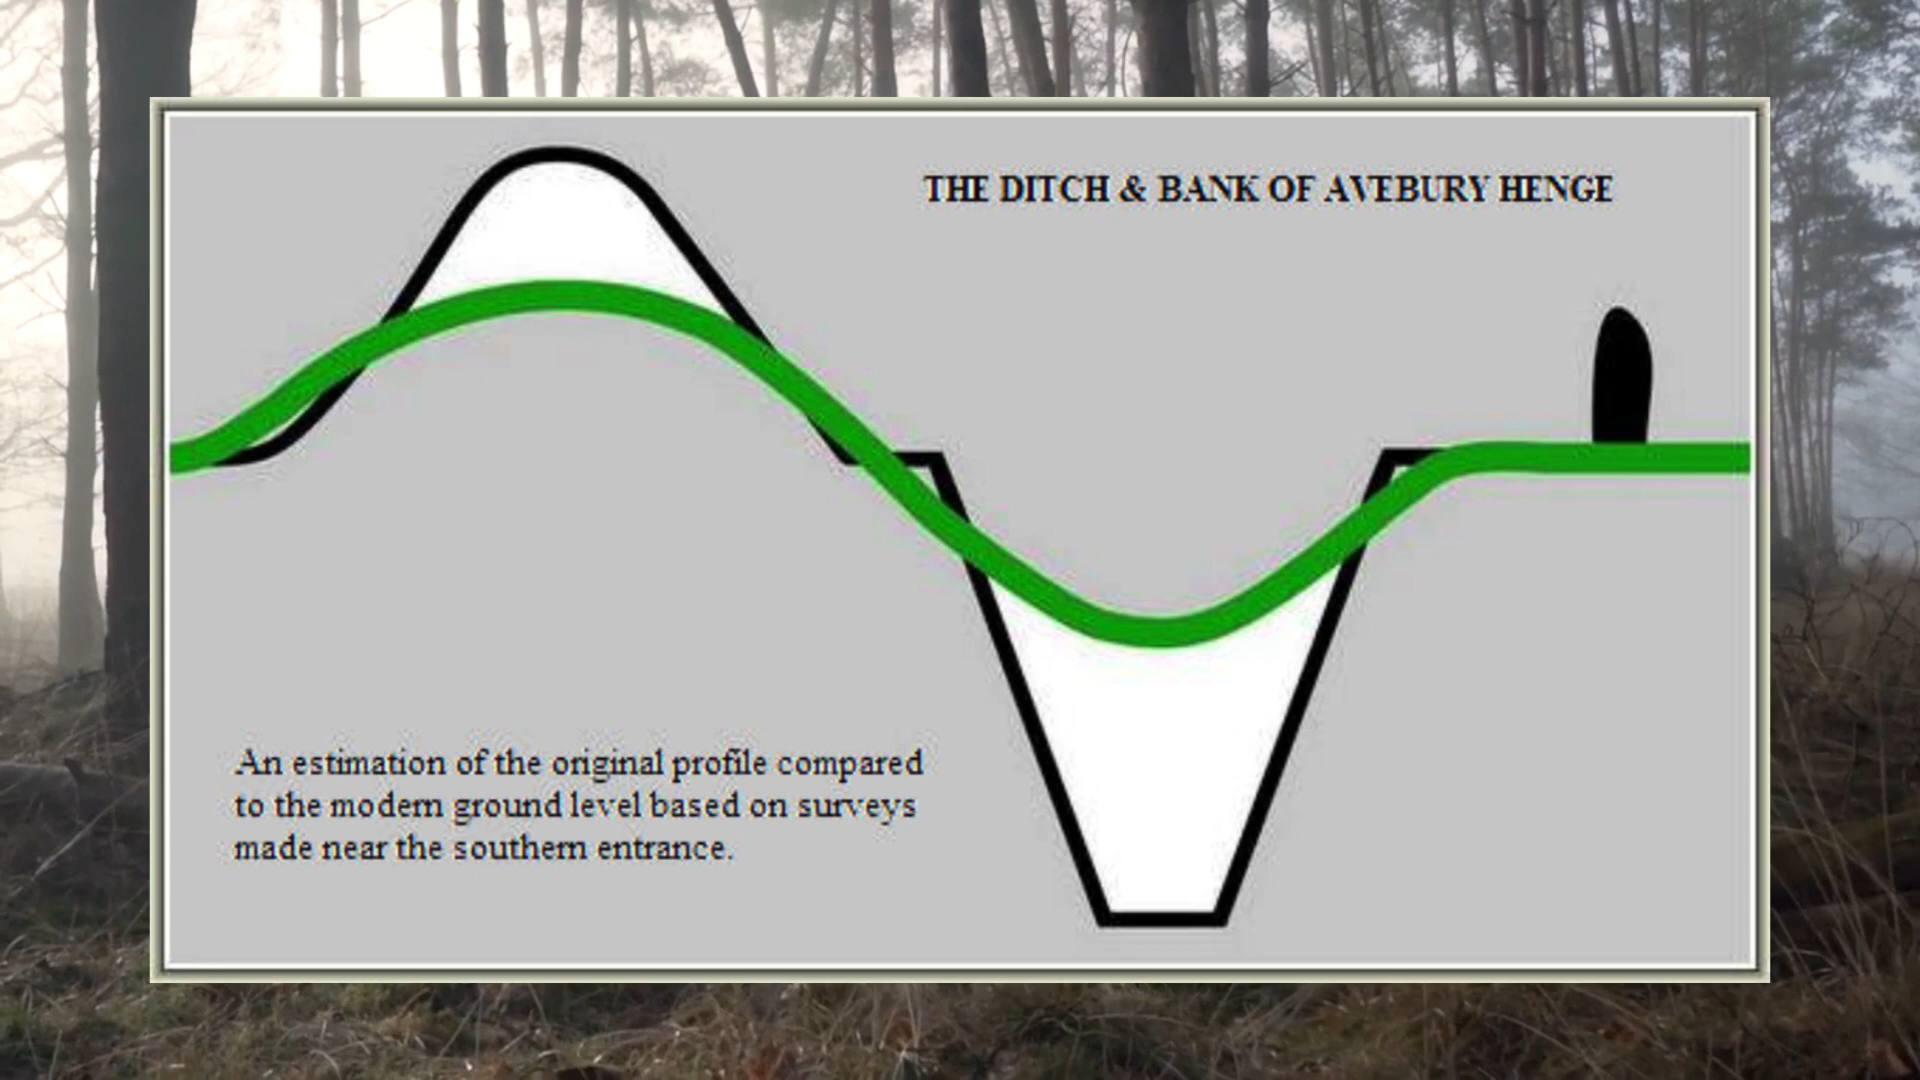 THE DITCH & BANK OF AVEBURY HENGE
An estimation of the original profile compared
to the modern ground level based on surveys
made near the southern entrance.